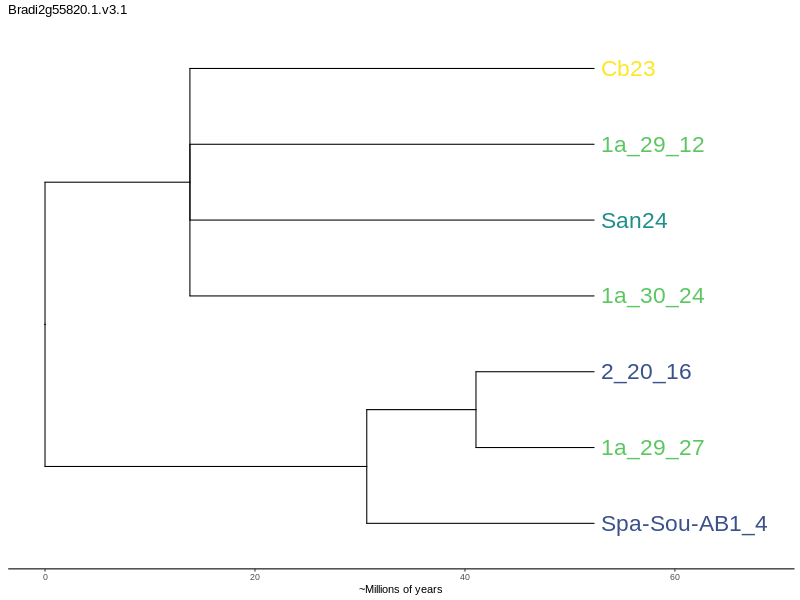 Bradi2g55820.1.v3.1
Cb23
1a_29_12
San24
1a_30_24
2_20_16
1a_29_27
Spa-Sou-AB1_4
0 20 40 60
~Millions of years